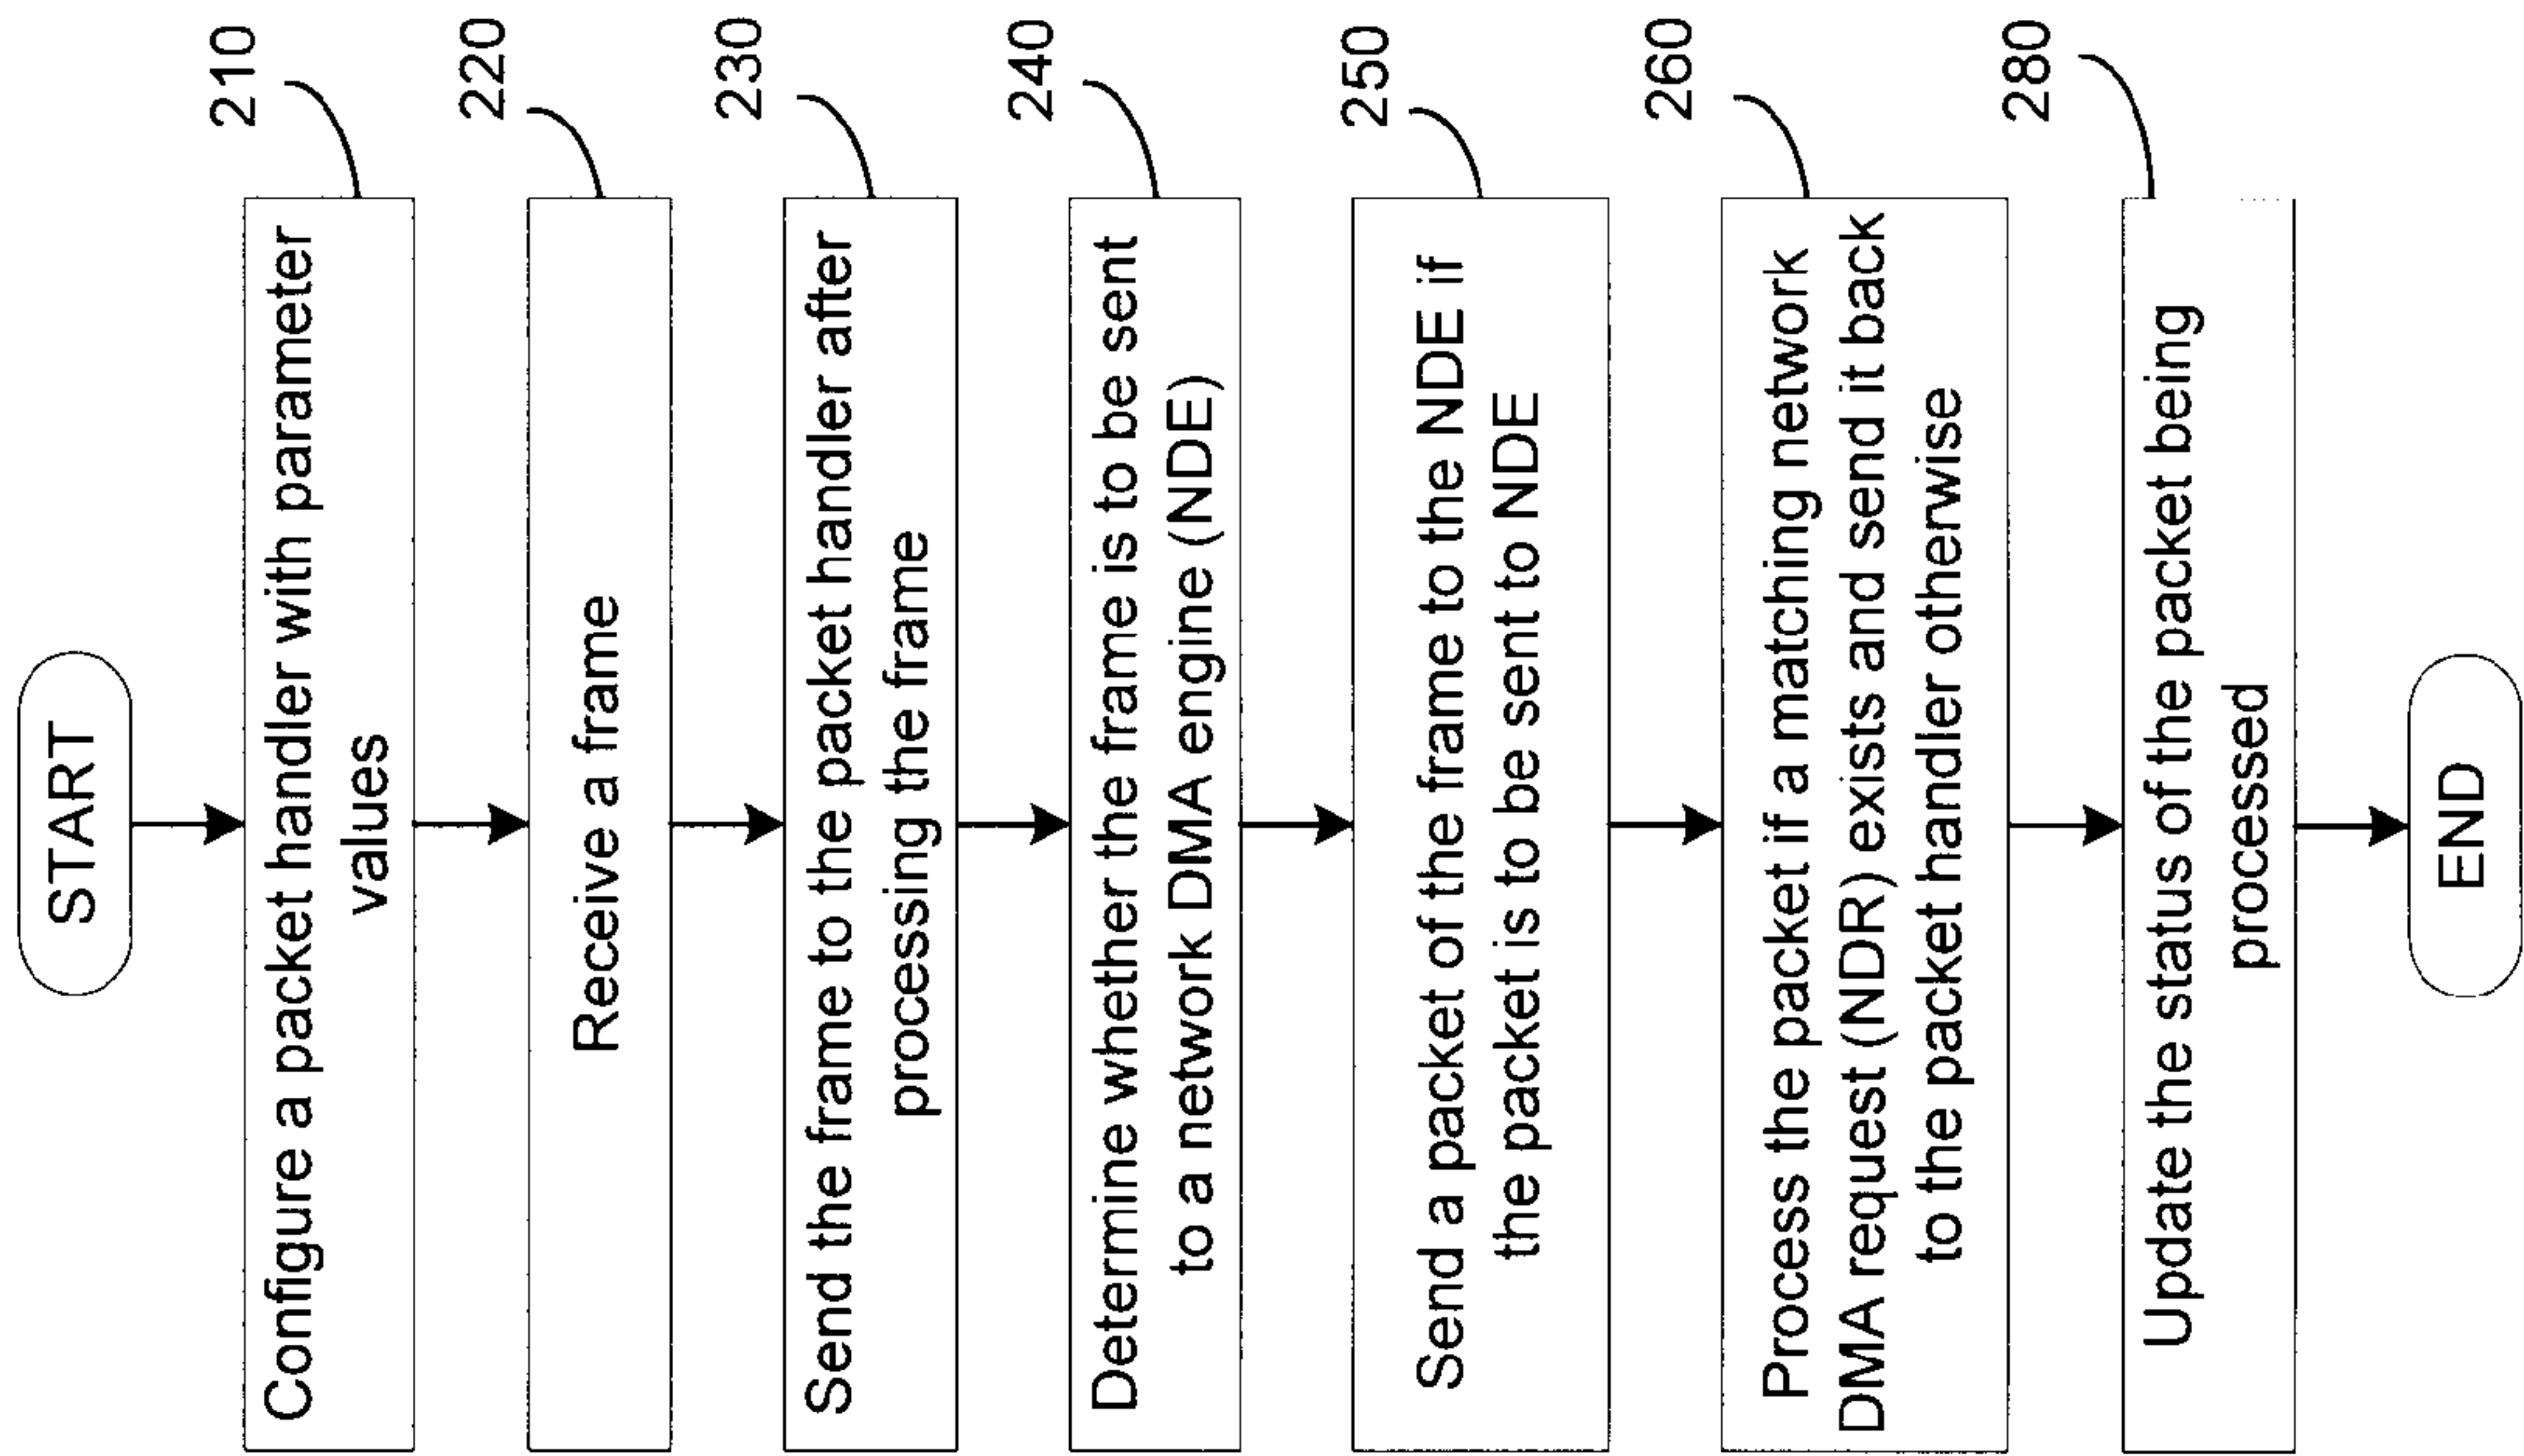 START
Configure a packet handler with parameter
values
210
Receive a frame
220
Send the frame to the packet handler after
processing the frame
230
Determine whether the frame is to be sent
to a network DMA engine (NDE)
240
Send a packet of the frame to the NDE if
the packet is to be sent to NDE
250
Process the packet if a matching network
DMA request (NDR) exists and send it back
to the packet handler otherwise
260
Update the status of the packet being
processed
280
END